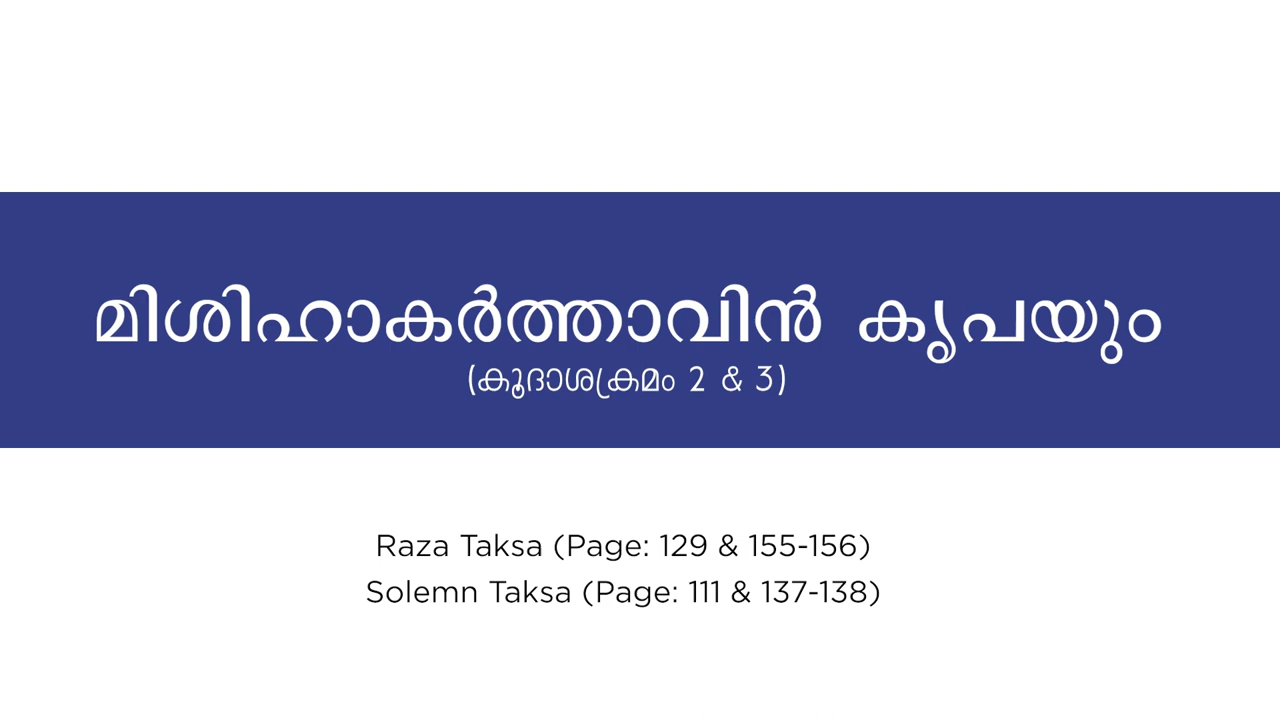 മിശിഹാകർത്താവിൻ കൃപയും
(കൂദാശക്രമം 2 & 3)
Raza Taksa (Page: 129 & 155-156)
Solemn Taksa (Page: 111 & 137-138)